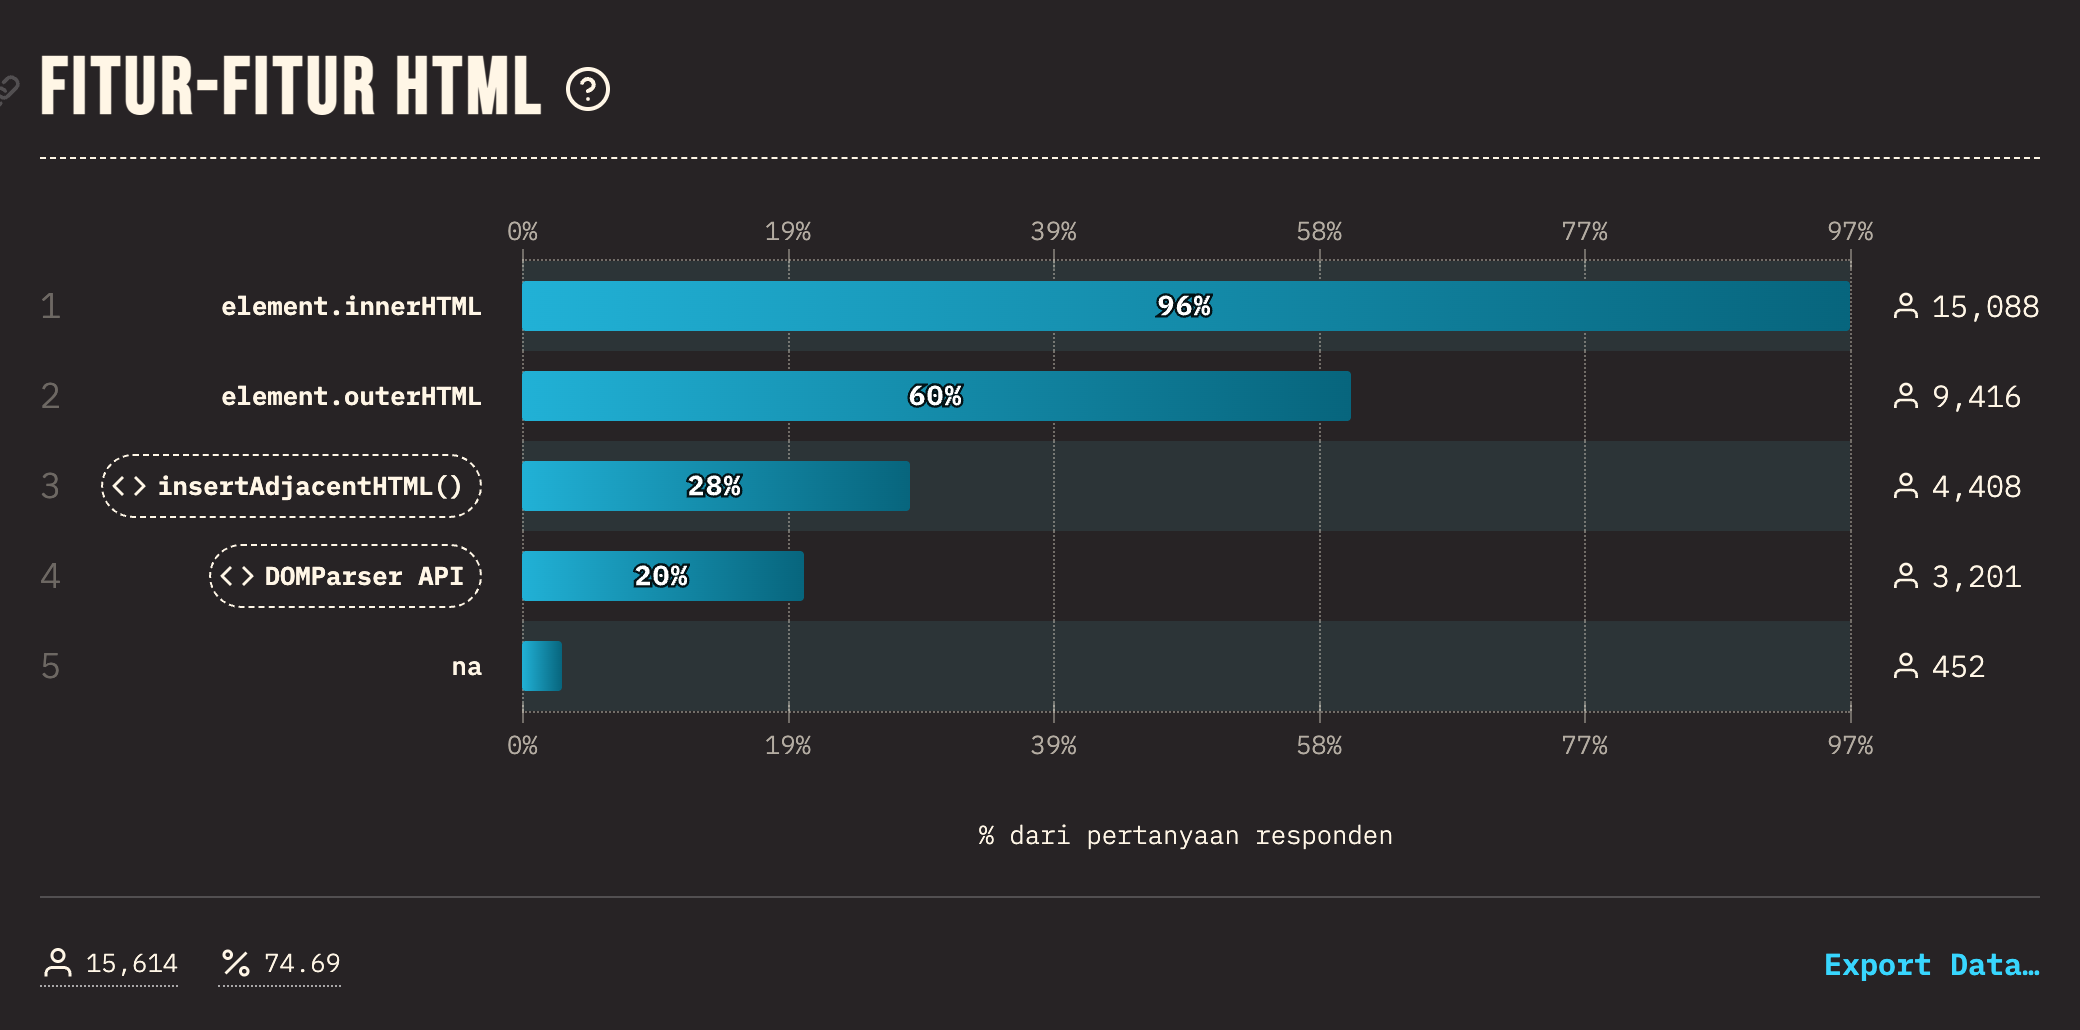 FITUR-FITUR HTML ?
0% 19% 39% 58% 77% 97%
1 element.innerHTML 96% 15,088
2 element.outerHTML 60% 9,416
3 <> insertAdjacentHTML() 28% 4,408
4 <> DOMParser API 20% 3,201
5 na 452
0% 19% 39% 58% 77% 97%
% dari pertanyaan responden
15,614 % 74.69 Export Data…